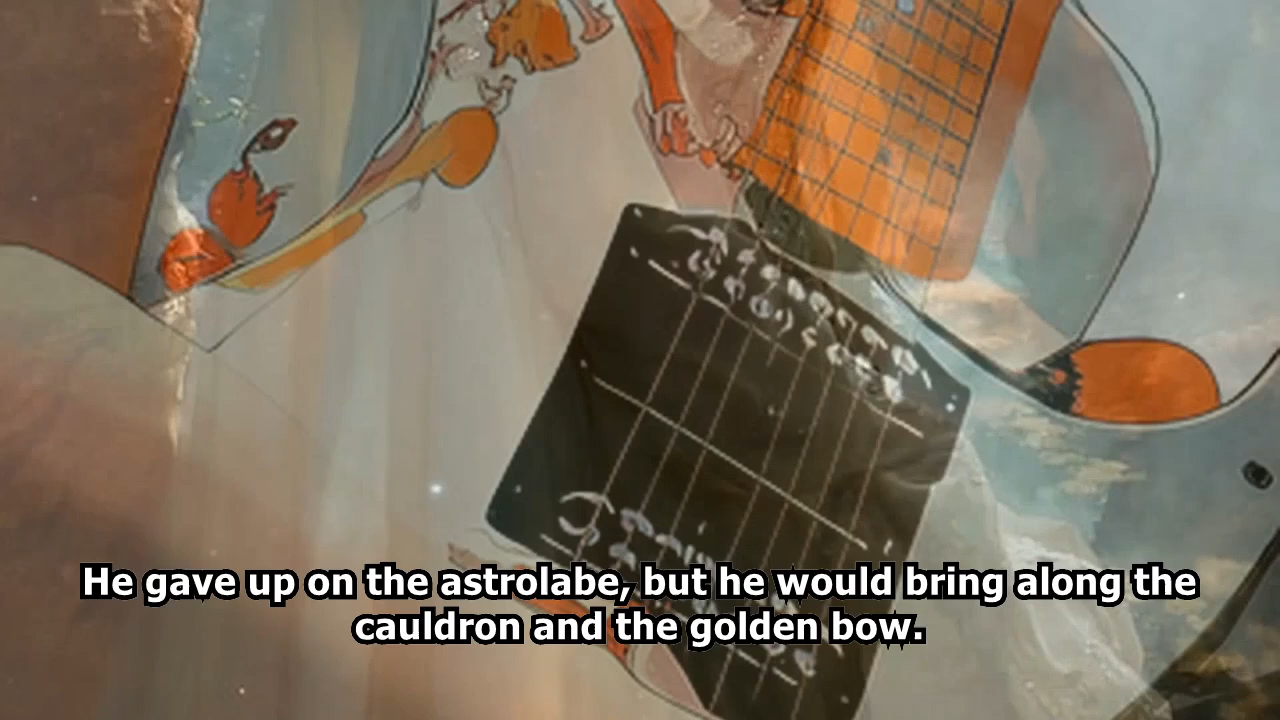 He gave up on the astrolabe, but he would bring along the
cauldron and the golden bow.